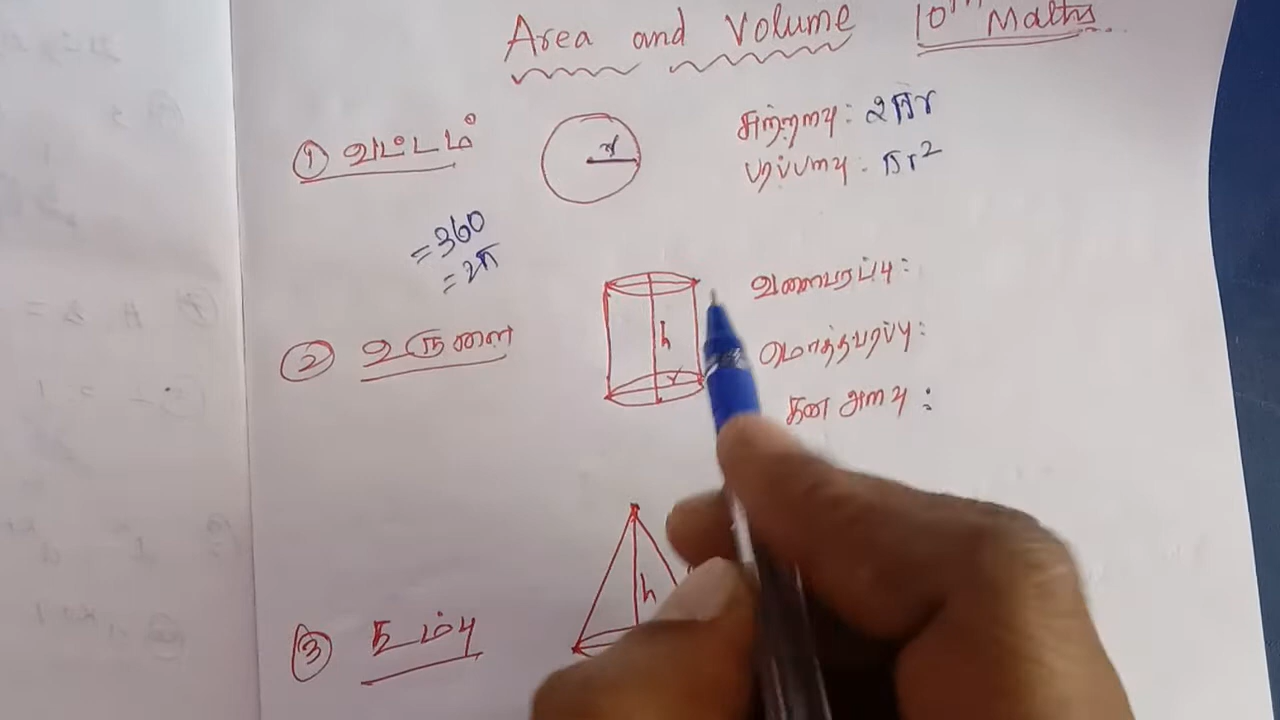 Area and Volume 10th Maths
① வட்டம்
r
சுற்றளவு : 2πr
பரப்பளவு : πr²
= 360
= 2π
② உருளை
h
r
வளைபரப்பு :
மொத்தபரப்பு :
கன அளவு :
③ கூம்பு
h